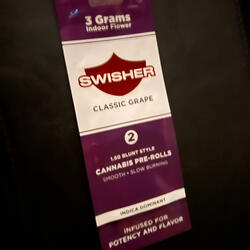 3 Grams
Indoor Flower
SWISHER
CLASSIC GRAPE
2
1.5G BLUNT STYLE
CANNABIS PRE-ROLLS
SMOOTH • SLOW BURNING
INDICA DOMINANT
INFUSED FOR
POTENCY AND FLAVOR